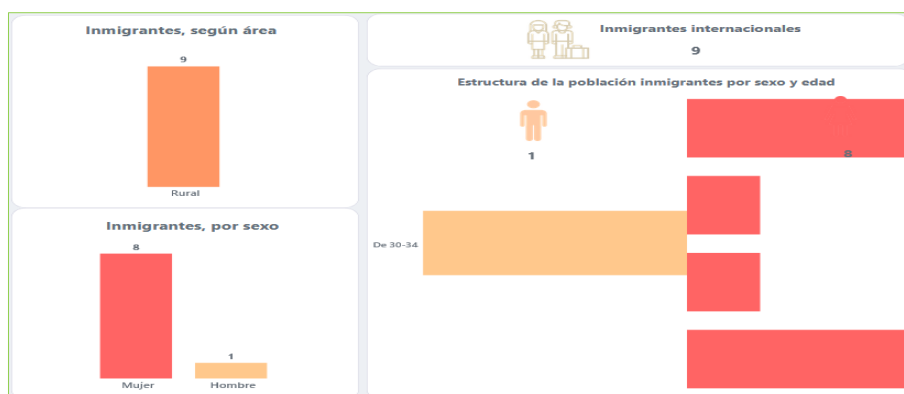 Inmigrantes, según área
9
Rural
Inmigrantes, por sexo
8
1
Mujer
Hombre
Inmigrantes internacionales
9
Estructura de la población inmigrantes por sexo y edad
1
8
De 30-34